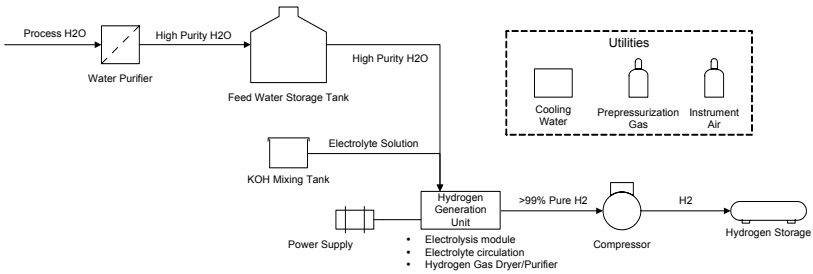 Process H2O
High Purity H2O
Water Purifier
Feed Water Storage Tank
High Purity H2O
Utilities
Cooling
Water
Prepressurization
Gas
Instrument
Air
Electrolyte Solution
KOH Mixing Tank
Power Supply
Hydrogen
Generation
Unit
• Electrolysis module
• Electrolyte circulation
• Hydrogen Gas Dryer/Purifier
>99% Pure H2
Compressor
H2
Hydrogen Storage